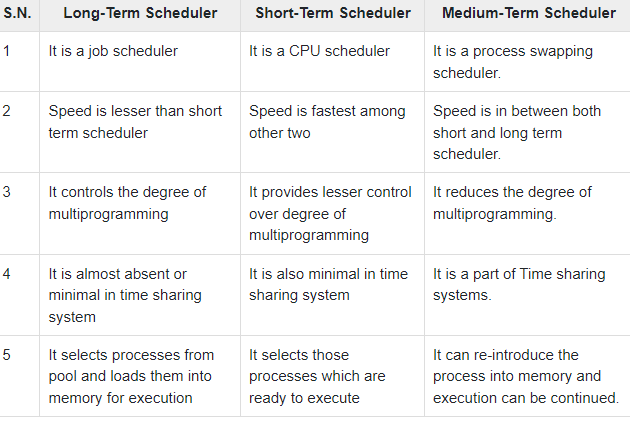 S.N. Long-Term Scheduler Short-Term Scheduler Medium-Term Scheduler
1 It is a job scheduler It is a CPU scheduler It is a process swapping
scheduler.
2 Speed is lesser than short Speed is fastest among Speed is in between both
term scheduler other two short and long term
scheduler.
3 It controls the degree of It provides lesser control It reduces the degree of
multiprogramming over degree of multiprogramming.
multiprogramming
4 It is almost absent or It is also minimal in time It is a part of Time sharing
minimal in time sharing sharing system systems.
system
5 It selects processes from It selects those It can re-introduce the
pool and loads them into processes which are process into memory and
memory for execution ready to execute execution can be continued.